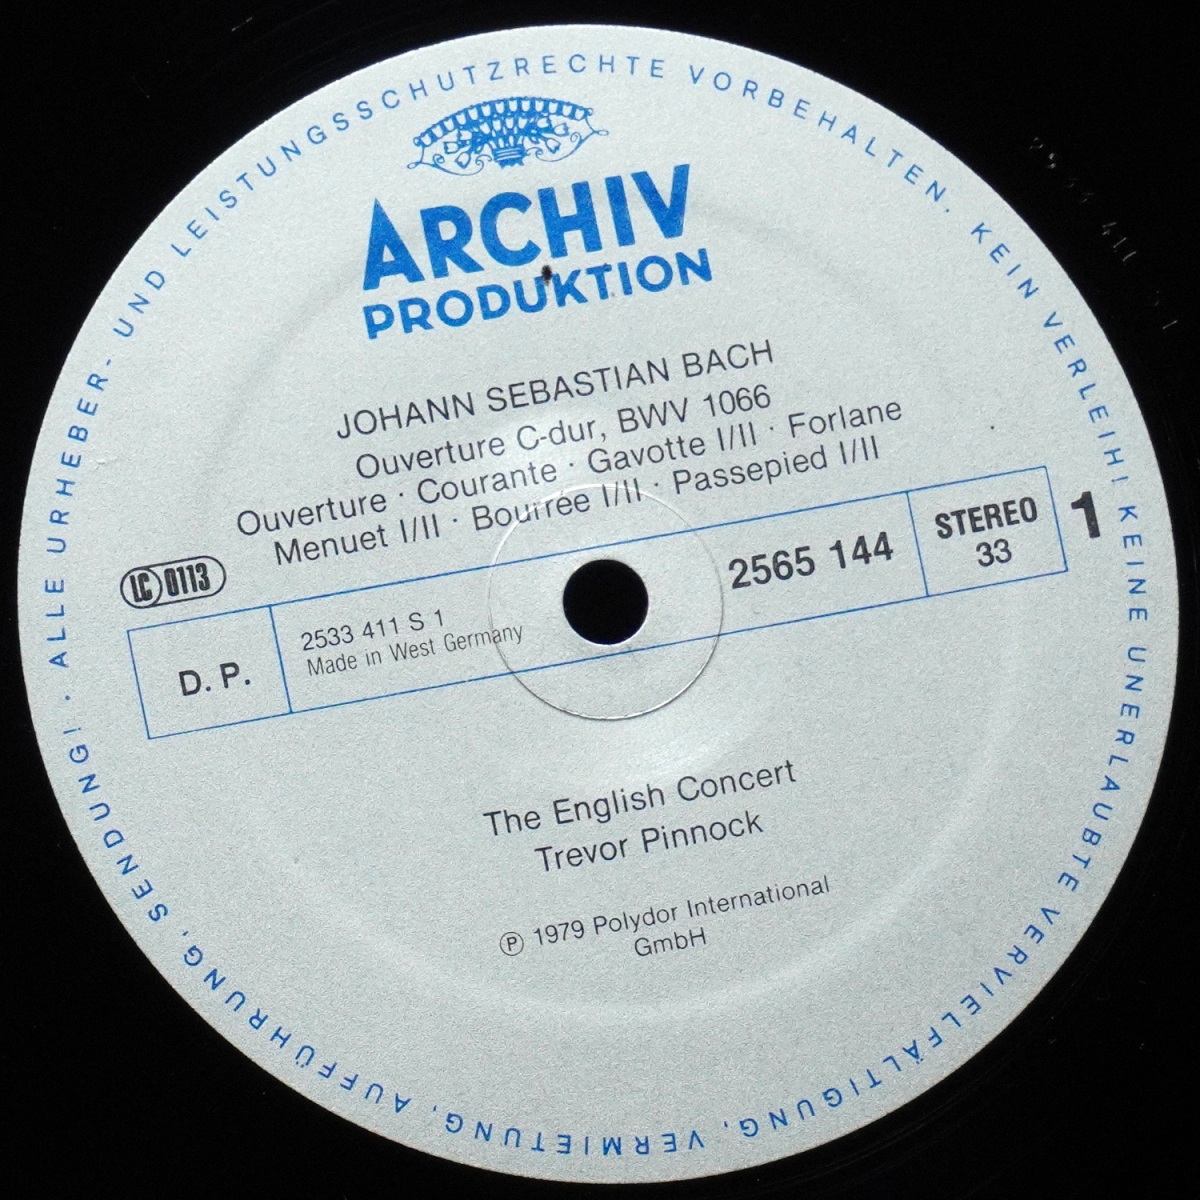 ALLE URHEBER- UND LEISTUNGSSCHUTZRECHTE VORBEHALTEN. KEIN VERLEIH! KEINE UNERLAUBTE VERVIELFÄLTIGUNG, VERMIETUNG, AUFFÜHRUNG, SENDUNG! ·
ARCHIV
PRODUKTION
JOHANN SEBASTIAN BACH
Ouverture C-dur, BWV 1066
Ouverture · Courante · Gavotte I/II · Forlane
Menuet I/II · Bourrée I/II · Passepied I/II
LC 0113
D. P.
2533 411 S 1
Made in West Germany
2565 144
STEREO
33
1
The English Concert
Trevor Pinnock
℗ 1979 Polydor International
GmbH